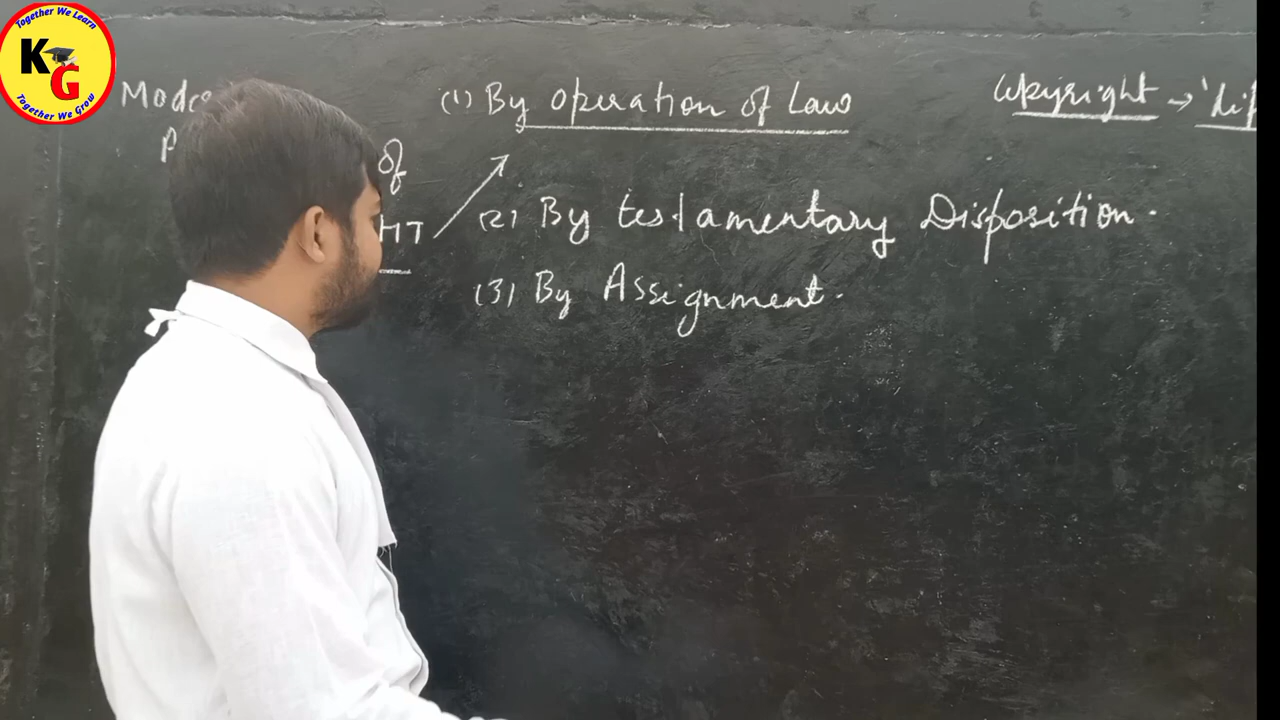 Together We Learn
KG
Together We Grow
(1) By operation of Law
of
HT
(2) By testamentary Disposition.
(3) By Assignment.
Copyright →